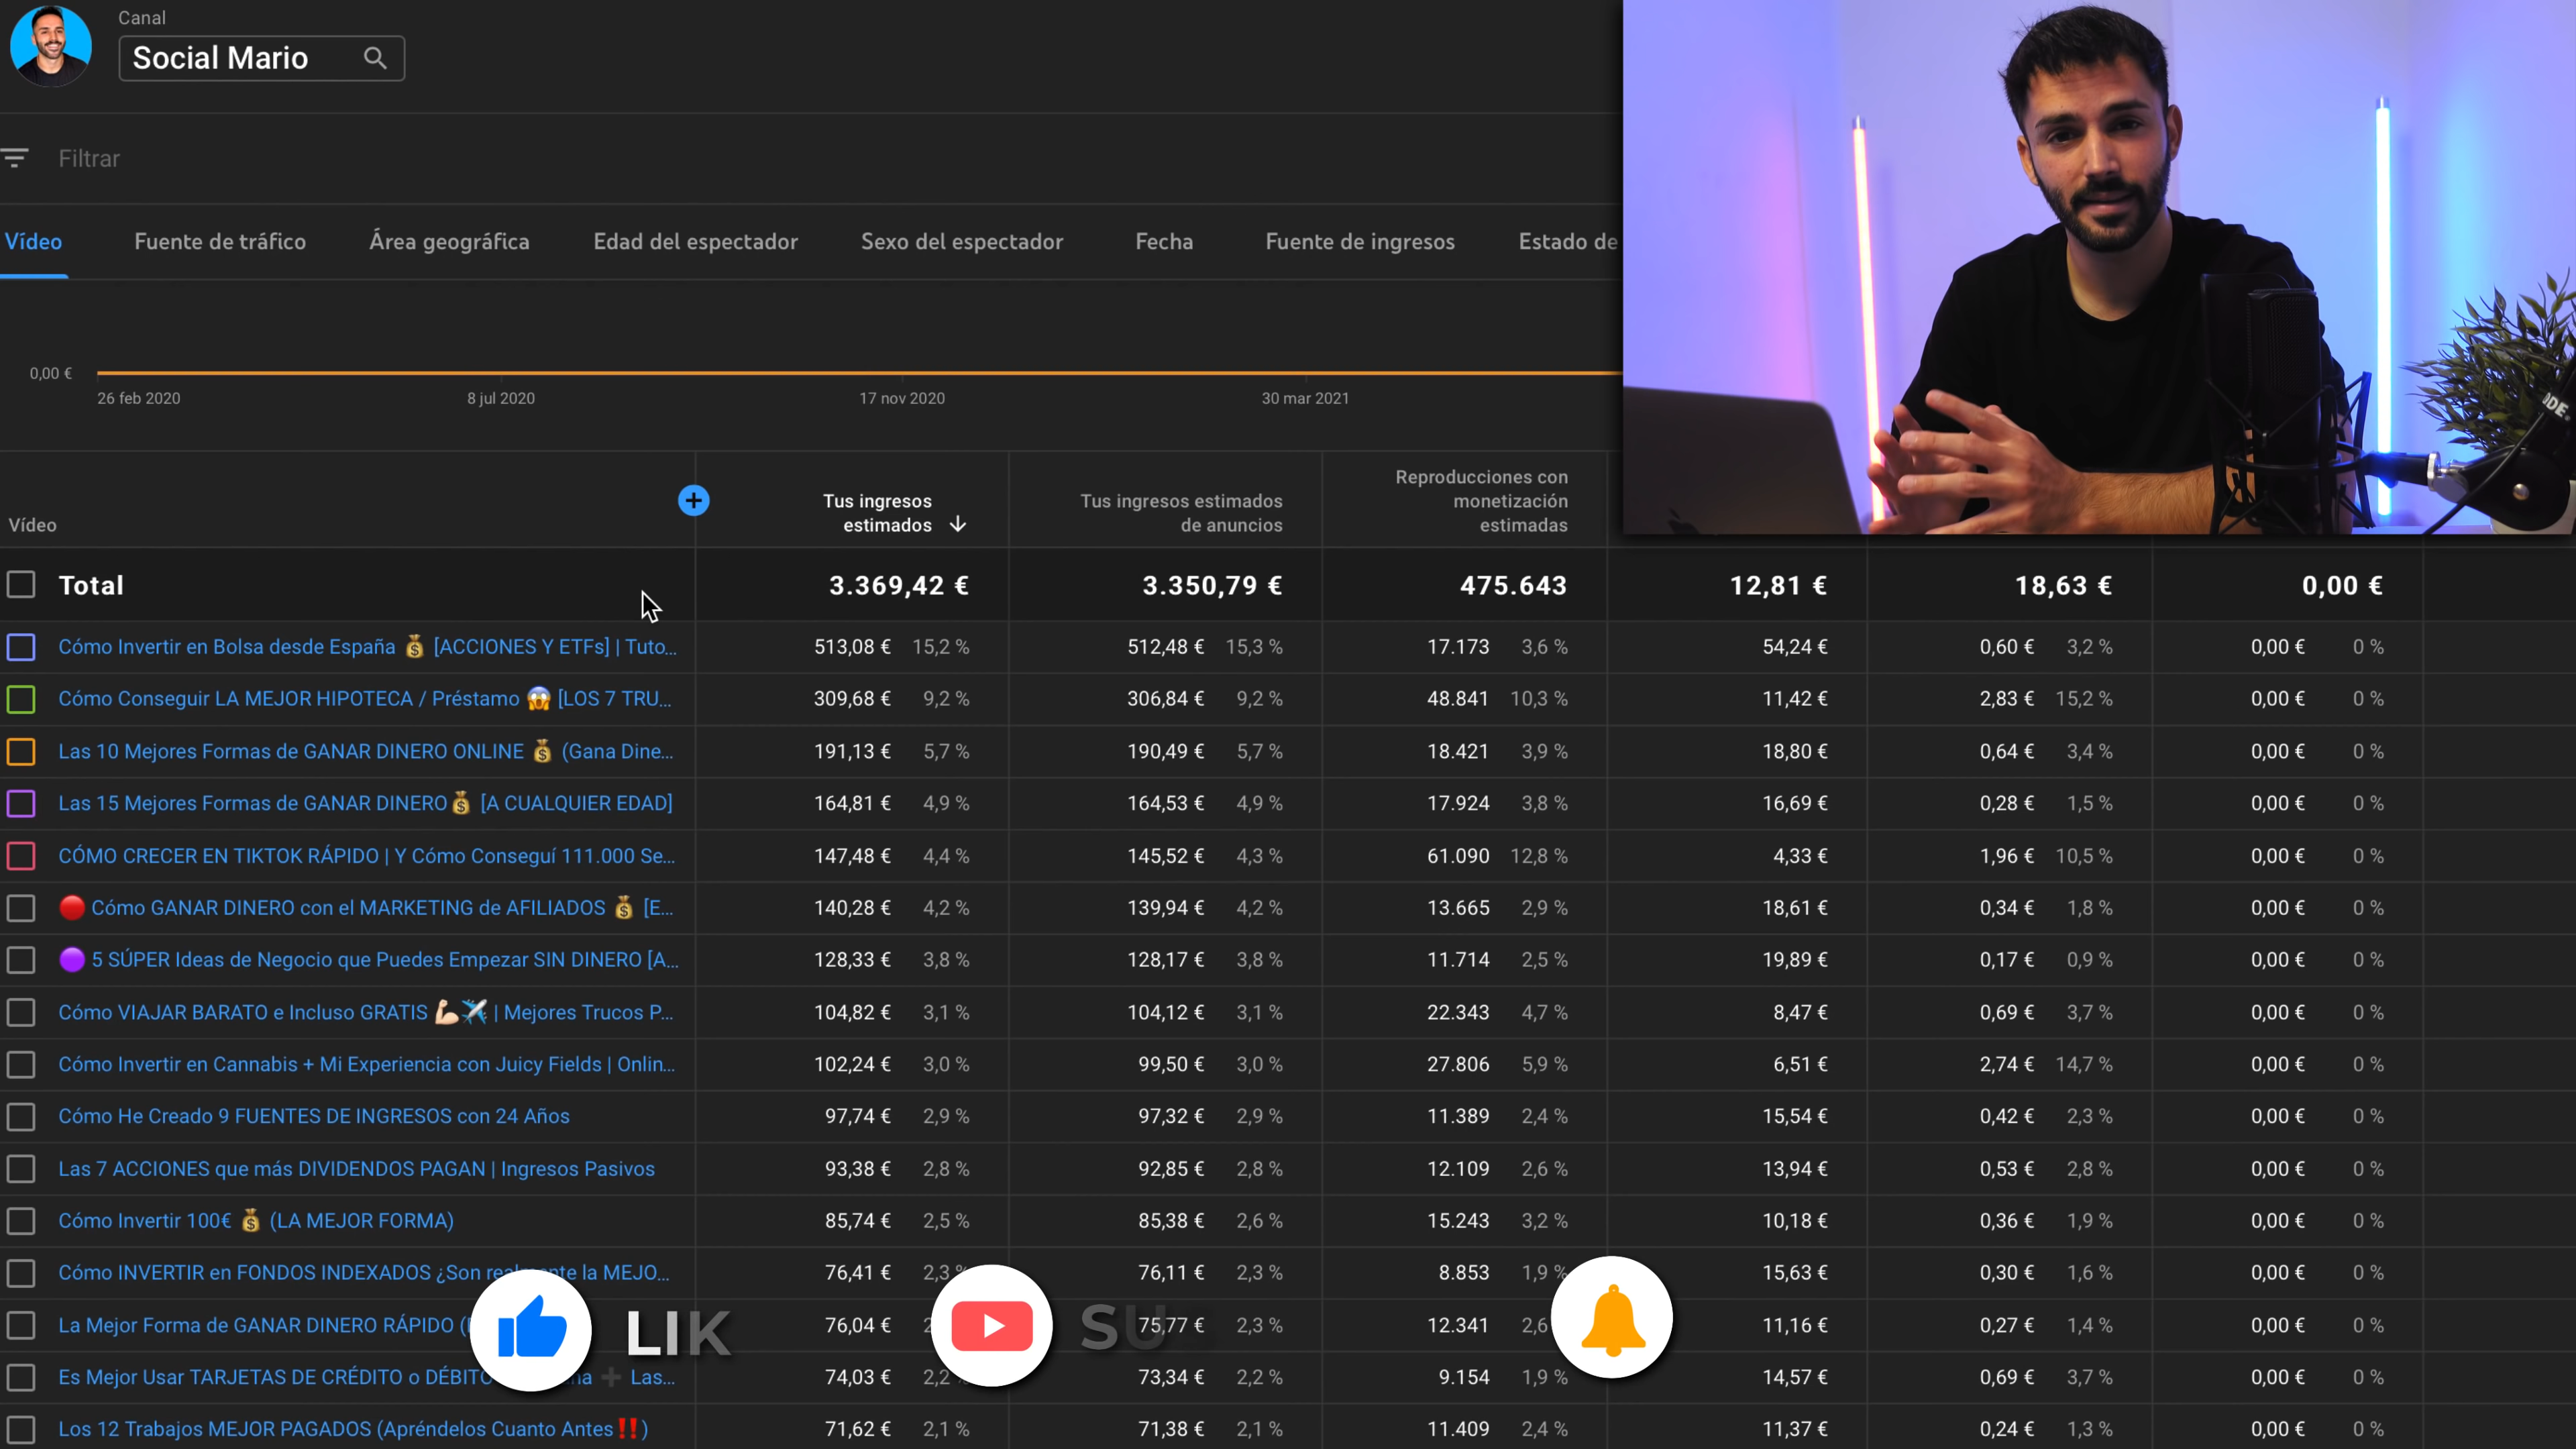 Canal
Social Mario
Filtrar
Vídeo Fuente de tráfico Área geográfica Edad del espectador Sexo del espectador Fecha Fuente de ingresos Estado de
0,00 €
26 feb 2020 8 jul 2020 17 nov 2020 30 mar 2021
Vídeo
Tus ingresos
estimados
Tus ingresos estimados
de anuncios
Reproducciones con
monetización
estimadas
Total 3.369,42 € 3.350,79 € 475.643 12,81 € 18,63 € 0,00 €
Cómo Invertir en Bolsa desde España 💰 [ACCIONES Y ETFs] | Tuto... 513,08 € 15,2 % 512,48 € 15,3 % 17.173 3,6 % 54,24 € 0,60 € 3,2 % 0,00 € 0 %
Cómo Conseguir LA MEJOR HIPOTECA / Préstamo 😱 [LOS 7 TRU... 309,68 € 9,2 % 306,84 € 9,2 % 48.841 10,3 % 11,42 € 2,83 € 15,2 % 0,00 € 0 %
Las 10 Mejores Formas de GANAR DINERO ONLINE 💰 (Gana Dine... 191,13 € 5,7 % 190,49 € 5,7 % 18.421 3,9 % 18,80 € 0,64 € 3,4 % 0,00 € 0 %
Las 15 Mejores Formas de GANAR DINERO💰 [A CUALQUIER EDAD] 164,81 € 4,9 % 164,53 € 4,9 % 17.924 3,8 % 16,69 € 0,28 € 1,5 % 0,00 € 0 %
CÓMO CRECER EN TIKTOK RÁPIDO | Y Cómo Conseguí 111.000 Se... 147,48 € 4,4 % 145,52 € 4,3 % 61.090 12,8 % 4,33 € 1,96 € 10,5 % 0,00 € 0 %
🔴 Cómo GANAR DINERO con el MARKETING de AFILIADOS 💰 [E... 140,28 € 4,2 % 139,94 € 4,2 % 13.665 2,9 % 18,61 € 0,34 € 1,8 % 0,00 € 0 %
🟣 5 SÚPER Ideas de Negocio que Puedes Empezar SIN DINERO [A... 128,33 € 3,8 % 128,17 € 3,8 % 11.714 2,5 % 19,89 € 0,17 € 0,9 % 0,00 € 0 %
Cómo VIAJAR BARATO e Incluso GRATIS 💪🏻✈️ | Mejores Trucos P... 104,82 € 3,1 % 104,12 € 3,1 % 22.343 4,7 % 8,47 € 0,69 € 3,7 % 0,00 € 0 %
Cómo Invertir en Cannabis + Mi Experiencia con Juicy Fields | Onlin... 102,24 € 3,0 % 99,50 € 3,0 % 27.806 5,9 % 6,51 € 2,74 € 14,7 % 0,00 € 0 %
Cómo He Creado 9 FUENTES DE INGRESOS con 24 Años 97,74 € 2,9 % 97,32 € 2,9 % 11.389 2,4 % 15,54 € 0,42 € 2,3 % 0,00 € 0 %
Las 7 ACCIONES que más DIVIDENDOS PAGAN | Ingresos Pasivos 93,38 € 2,8 % 92,85 € 2,8 % 12.109 2,6 % 13,94 € 0,53 € 2,8 % 0,00 € 0 %
Cómo Invertir 100€ 💰 (LA MEJOR FORMA) 85,74 € 2,5 % 85,38 € 2,6 % 15.243 3,2 % 10,18 € 0,36 € 1,9 % 0,00 € 0 %
Cómo INVERTIR en FONDOS INDEXADOS ¿Son la MEJO... 76,41 € 2,3 % 76,11 € 2,3 % 8.853 1,9 % 15,63 € 0,30 € 1,6 % 0,00 € 0 %
La Mejor Forma de GANAR DINERO RÁPIDO 76,04 € 75,77 € 2,3 % 12.341 2,6 11,16 € 0,27 € 1,4 % 0,00 € 0 %
LIK SU
Es Mejor Usar TARJETAS DE CRÉDITO o DÉBITO ➕ Las... 74,03 € 2,2 73,34 € 2,2 % 9.154 1,9 % 14,57 € 0,69 € 3,7 % 0,00 € 0 %
Los 12 Trabajos MEJOR PAGADOS (Apréndelos Cuanto Antes‼️) 71,62 € 2,1 % 71,38 € 2,1 % 11.409 2,4 % 11,37 € 0,24 € 1,3 % 0,00 € 0 %